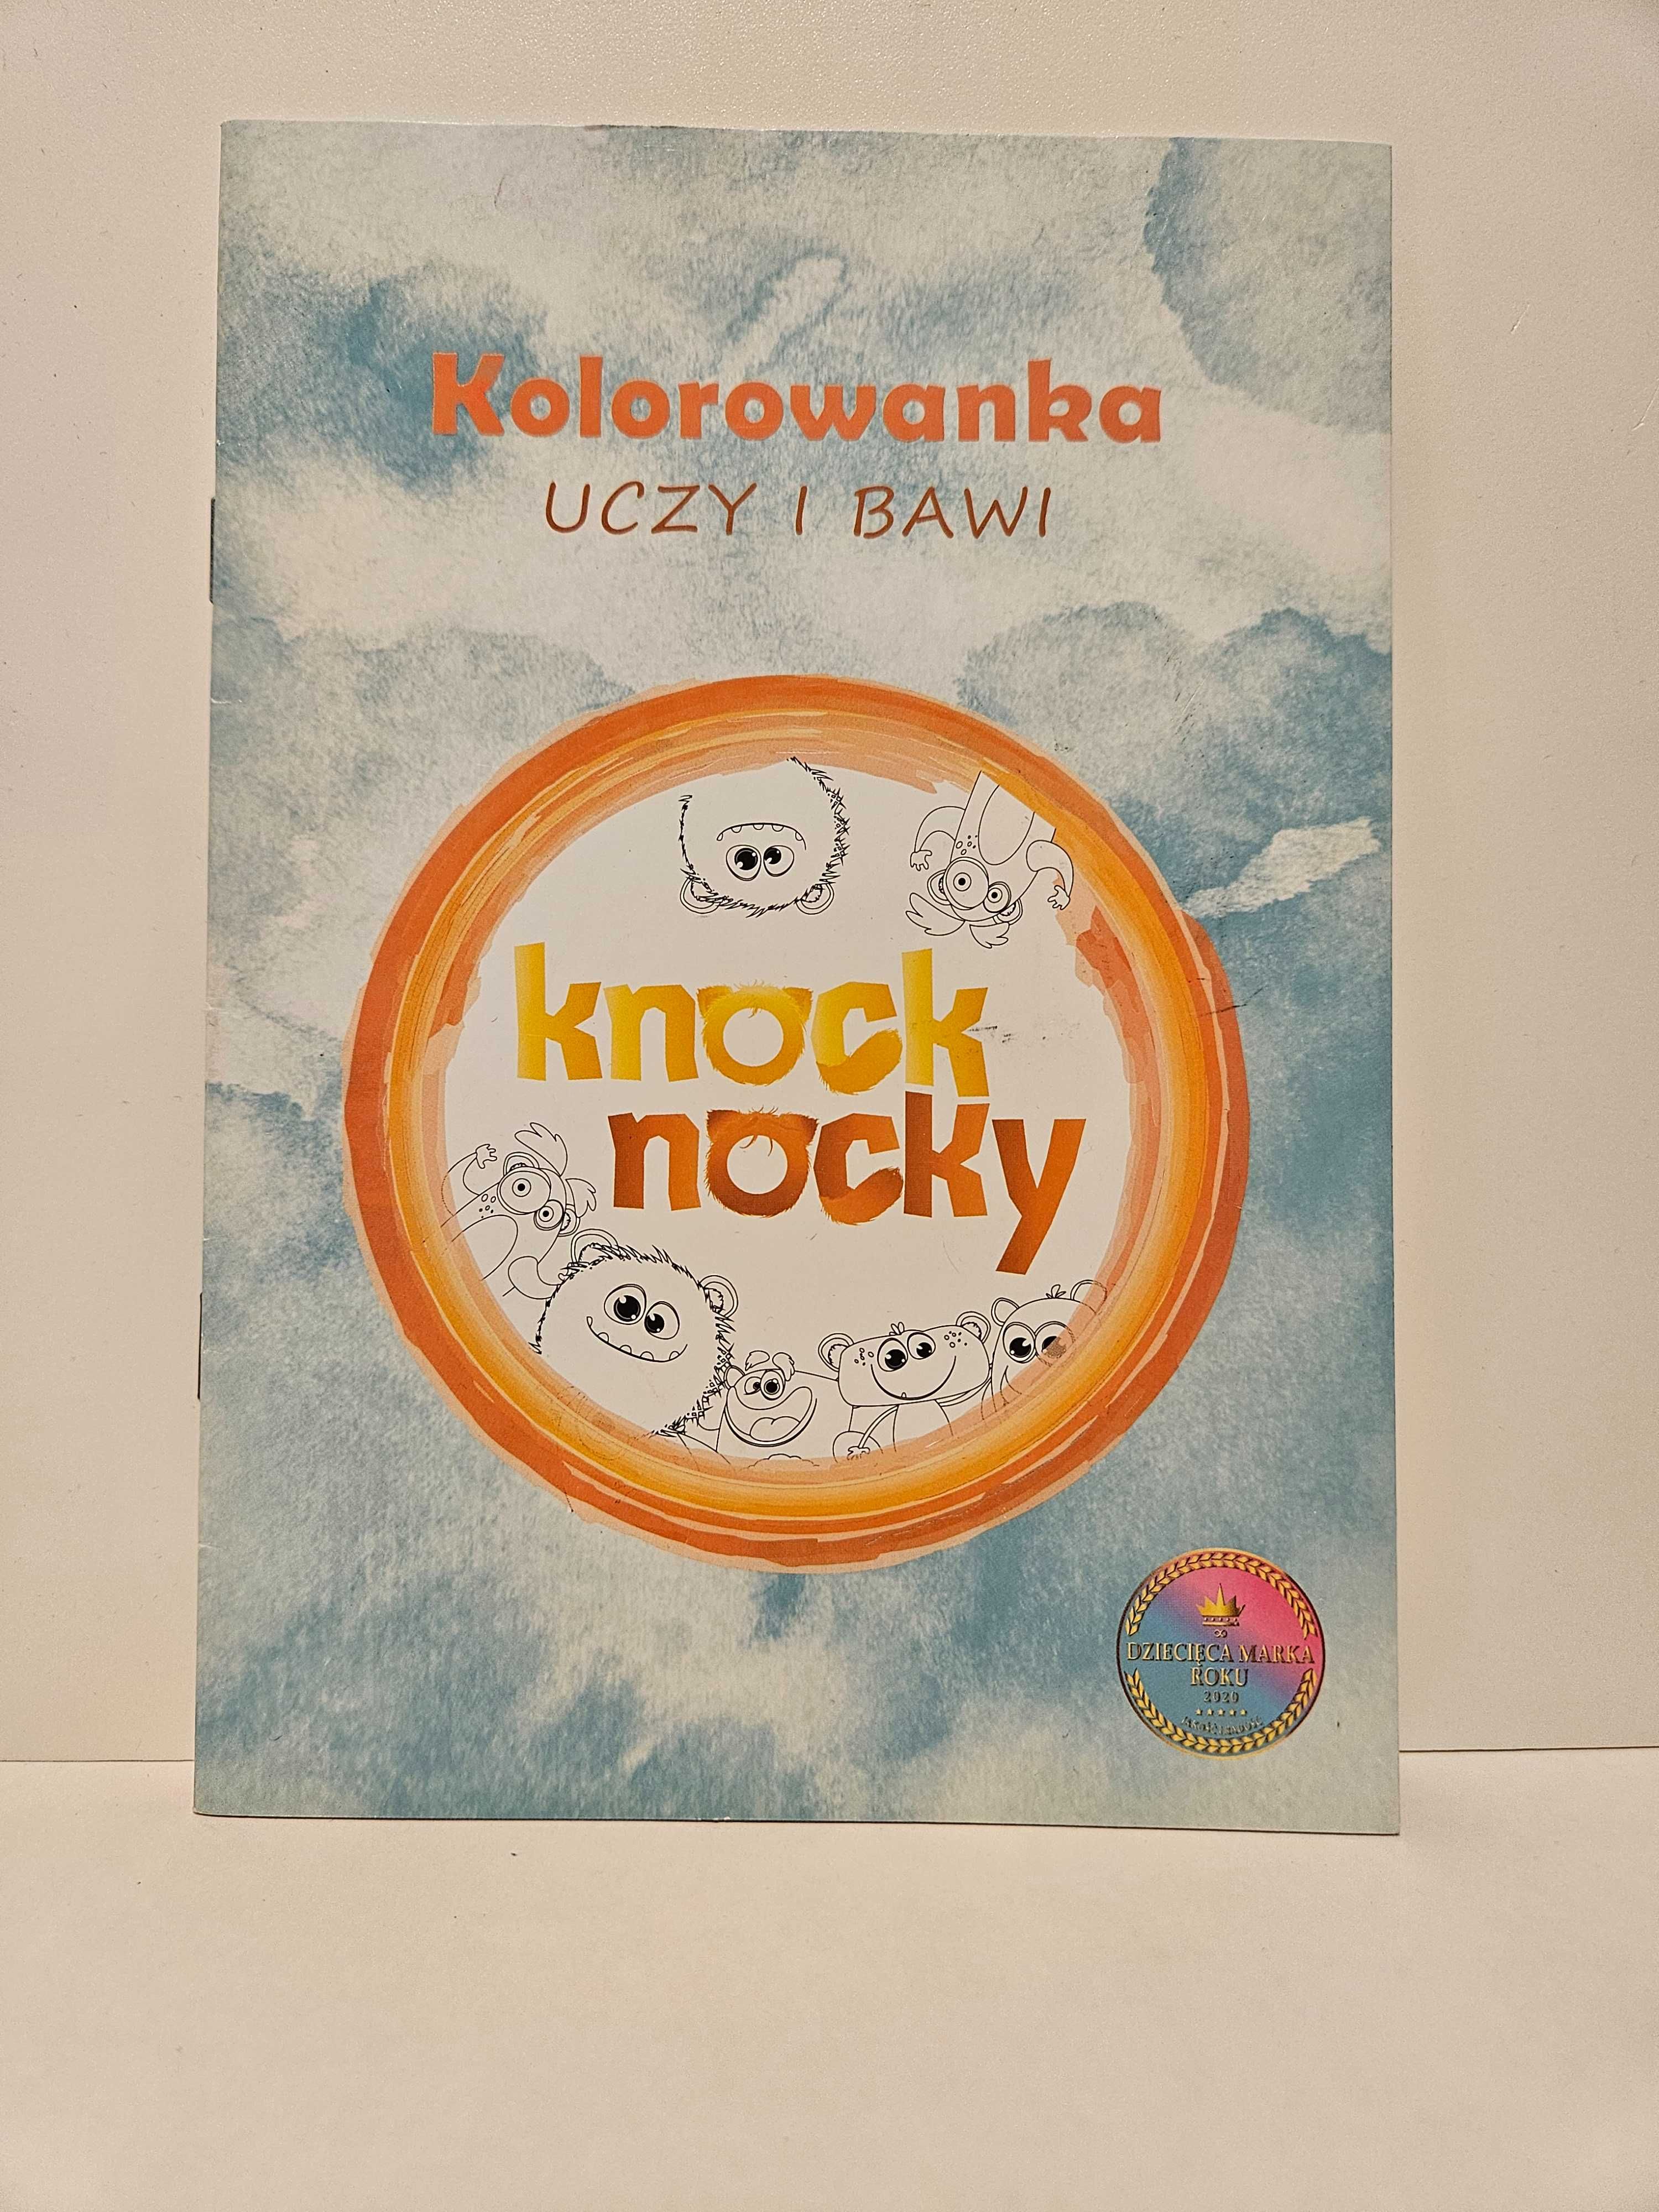 Kolorowanka
UCZY I BAWI
knock
nocky
DZIECIĘCA MARKA
ROKU
2020